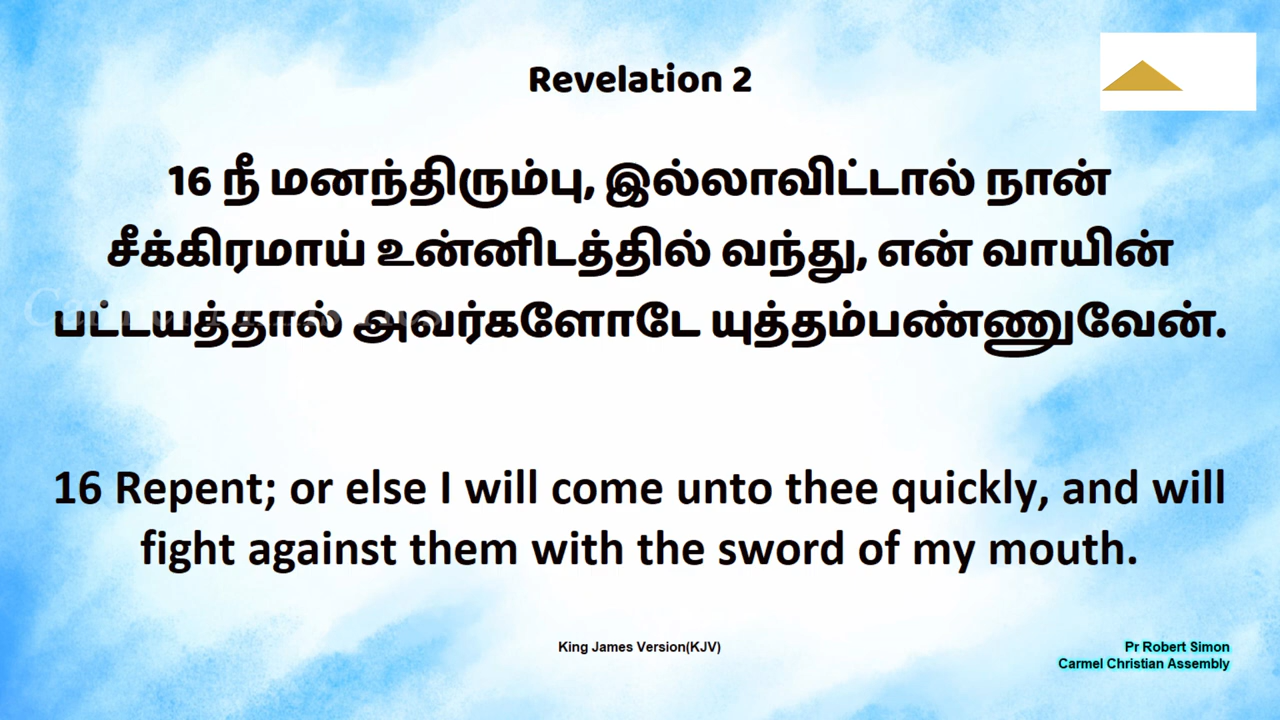 Revelation 2
16 நீ மனந்திரும்பு, இல்லாவிட்டால் நான்
சீக்கிரமாய் உன்னிடத்தில் வந்து, என் வாயின்
பட்டயத்தால் அவர்களோடே யுத்தம்பண்ணுவேன்.
16 Repent; or else I will come unto thee quickly, and will
fight against them with the sword of my mouth.
King James Version(KJV)
Pr Robert Simon
Carmel Christian Assembly